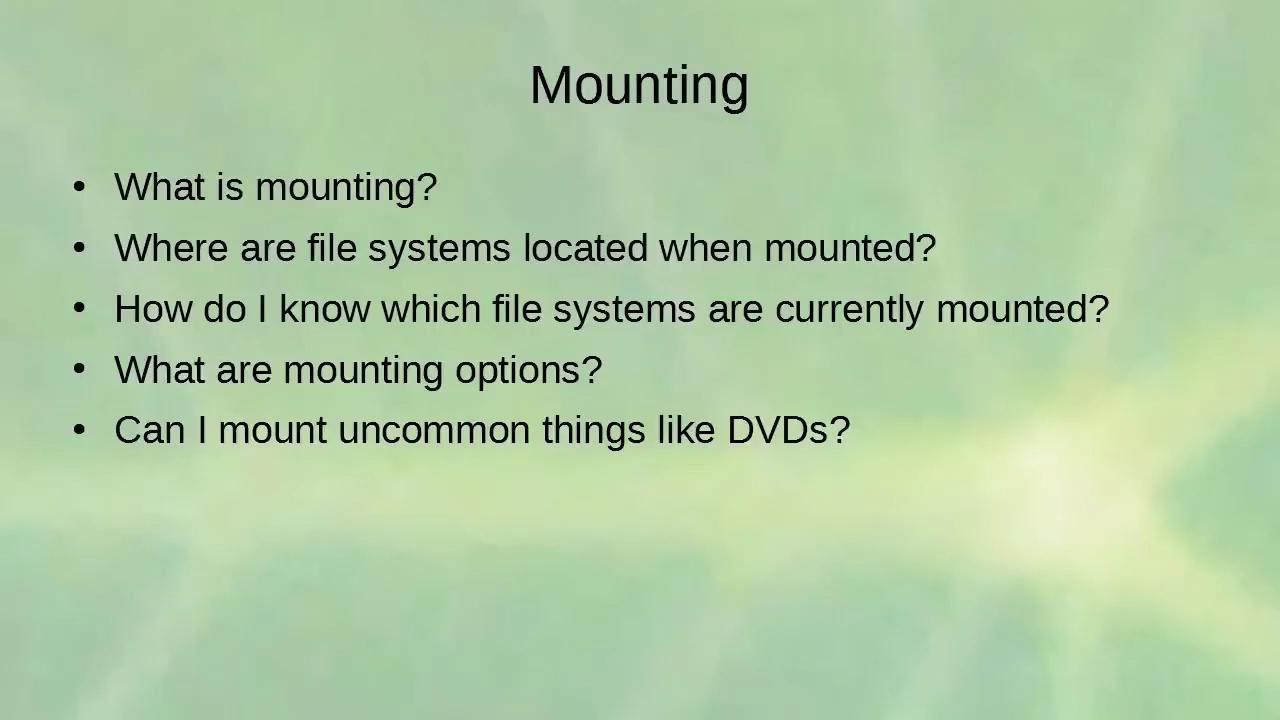 Mounting
• What is mounting?
• Where are file systems located when mounted?
• How do I know which file systems are currently mounted?
• What are mounting options?
• Can I mount uncommon things like DVDs?